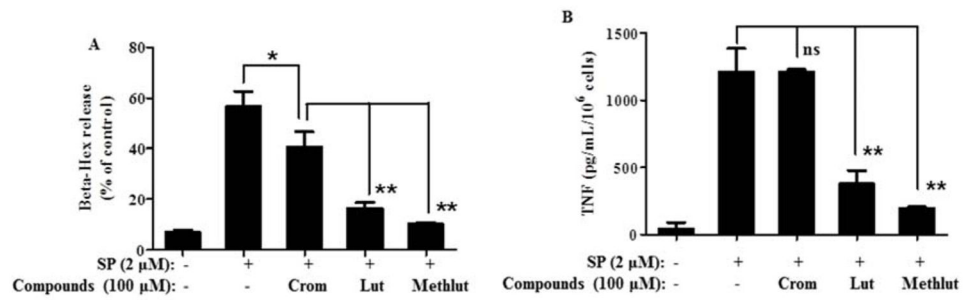 A
Beta-Hex release
(% of control)
80
60
40
20
0
*
**
**
SP (2 µM): - + + + +
Compounds (100 µM): - - Crom Lut Methlut
B
TNF (pg/mL/10⁶ cells)
1500
1000
500
0
ns
**
**
SP (2 µM): - + + + +
Compounds (100 µM): - - Crom Lut Methlut